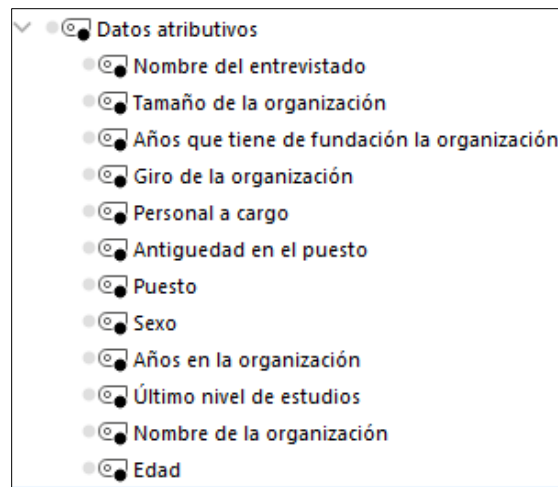 Datos atributivos
Nombre del entrevistado
Tamaño de la organización
Años que tiene de fundación la organización
Giro de la organización
Personal a cargo
Antiguedad en el puesto
Puesto
Sexo
Años en la organización
Último nivel de estudios
Nombre de la organización
Edad